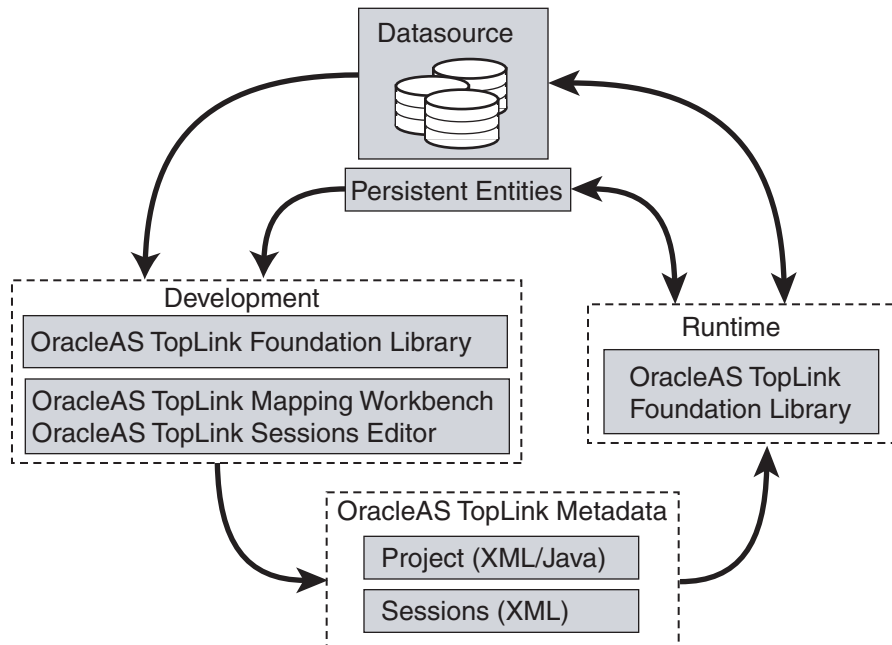 Datasource
Persistent Entities
Development
OracleAS TopLink Foundation Library
OracleAS TopLink Mapping Workbench
OracleAS TopLink Sessions Editor
Runtime
OracleAS TopLink
Foundation Library
OracleAS TopLink Metadata
Project (XML/Java)
Sessions (XML)